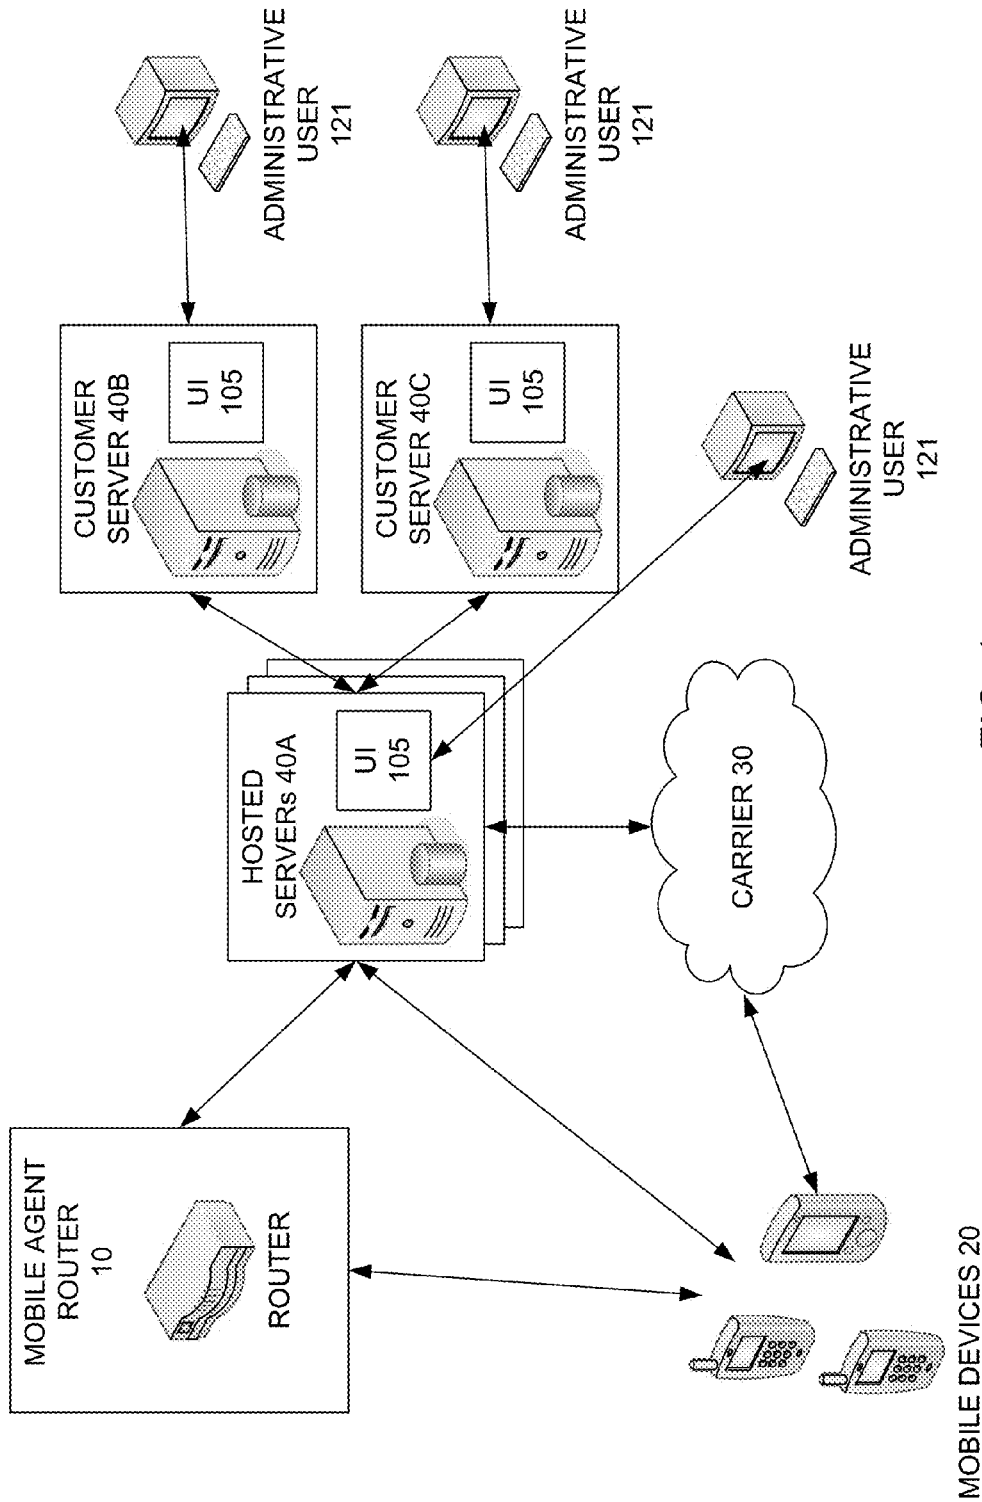 MOBILE AGENT
ROUTER
10
ROUTER
HOSTED
SERVERs 40A
UI
105
CUSTOMER
SERVER 40B
UI
105
ADMINISTRATIVE
USER
121
CUSTOMER
SERVER 40C
UI
105
ADMINISTRATIVE
USER
121
ADMINISTRATIVE
USER
121
CARRIER 30
MOBILE DEVICES 20